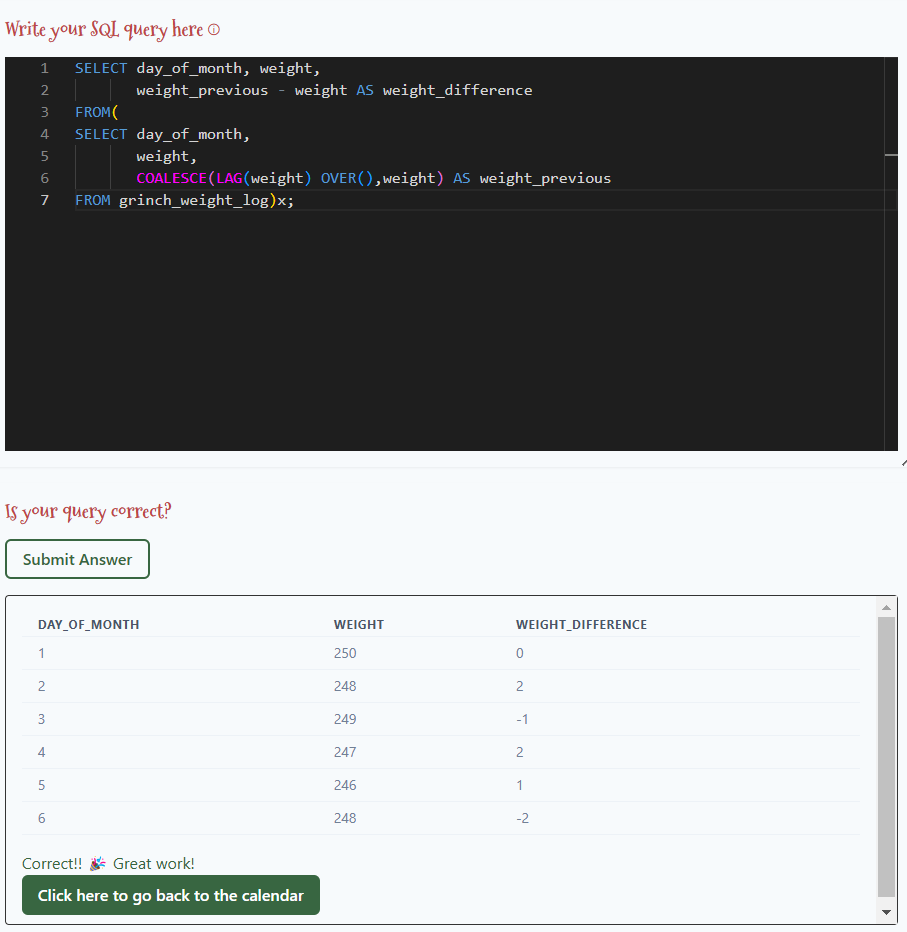 Write your SQL query here ⓘ
1 SELECT day_of_month, weight,
2 weight_previous - weight AS weight_difference
3 FROM(
4 SELECT day_of_month,
5 weight,
6 COALESCE(LAG(weight) OVER(),weight) AS weight_previous
7 FROM grinch_weight_log)x;
Is your query correct?
Submit Answer
DAY_OF_MONTH WEIGHT WEIGHT_DIFFERENCE
1 250 0
2 248 2
3 249 -1
4 247 2
5 246 1
6 248 -2
Correct!! 🎉 Great work!
Click here to go back to the calendar